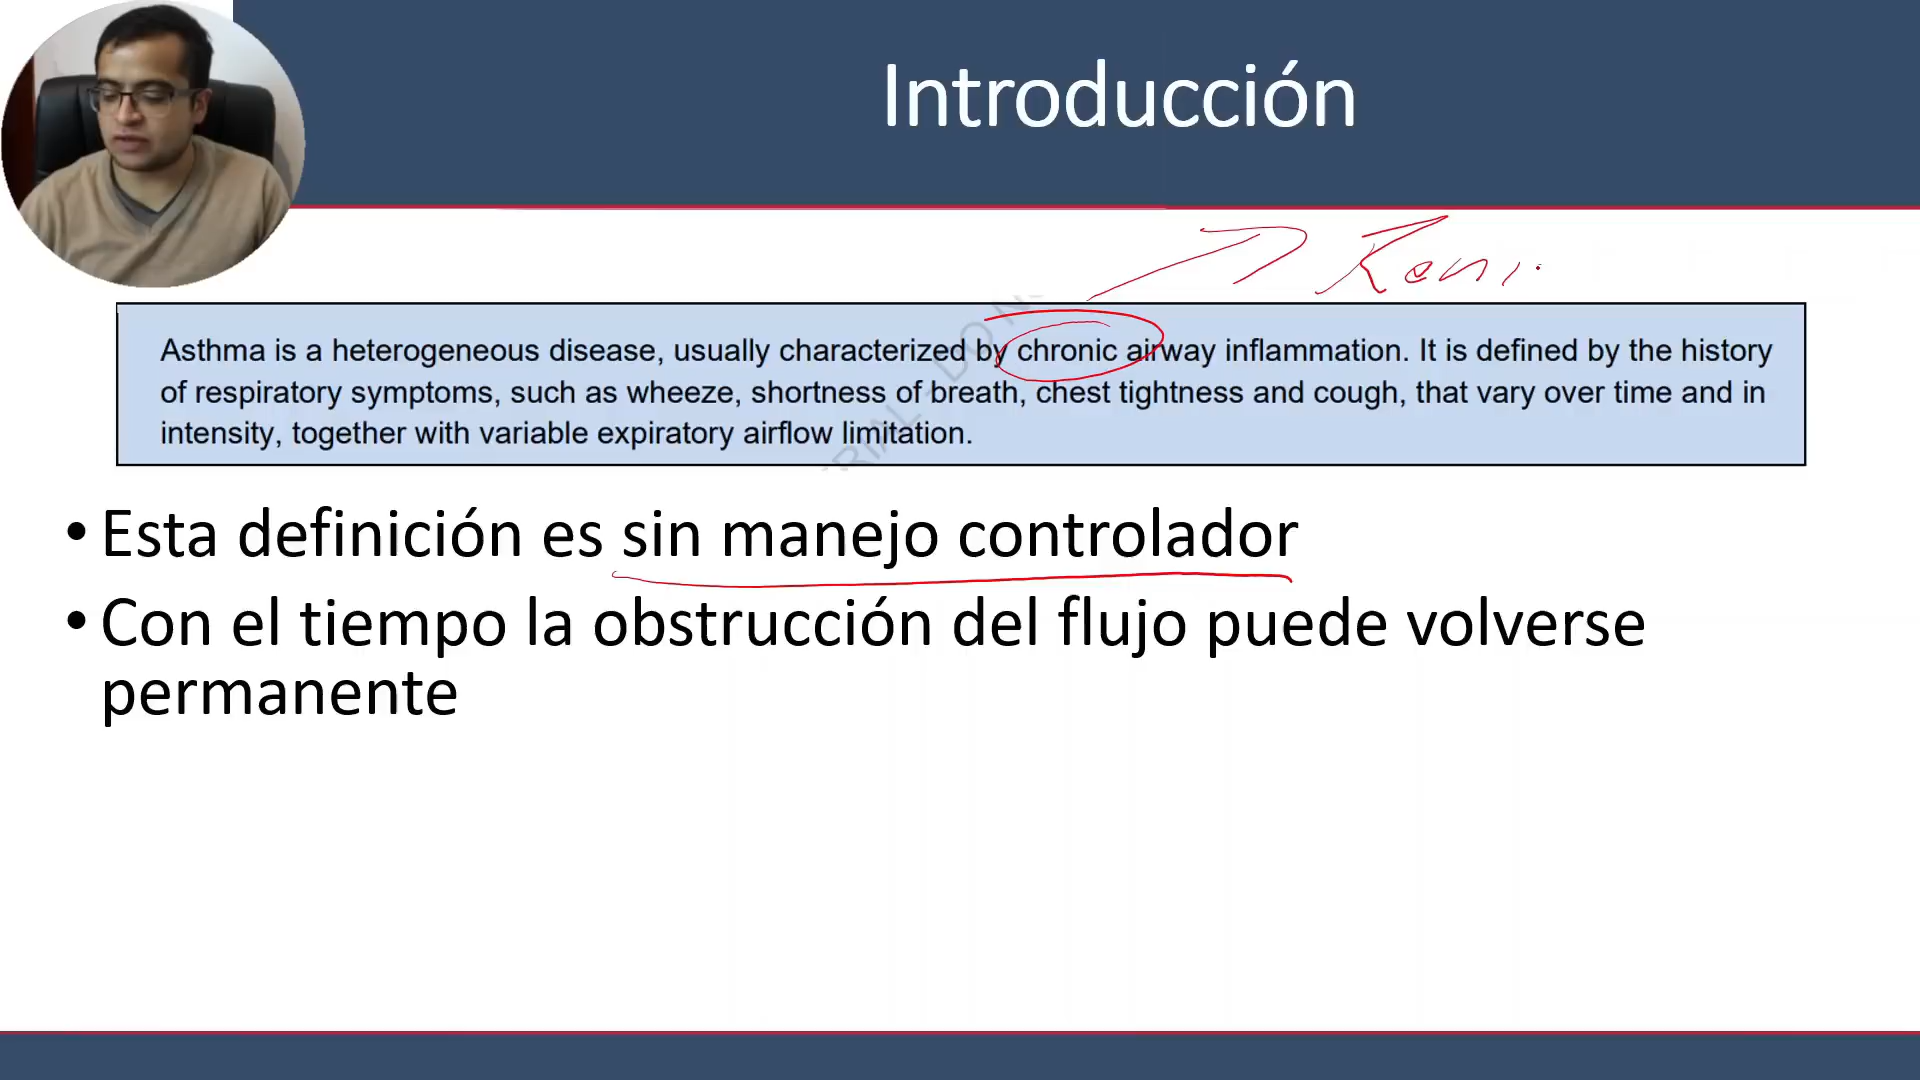 Introducción
Asthma is a heterogeneous disease, usually characterized by chronic airway inflammation. It is defined by the history
of respiratory symptoms, such as wheeze, shortness of breath, chest tightness and cough, that vary over time and in
intensity, together with variable expiratory airflow limitation.
• Esta definición es sin manejo controlador
• Con el tiempo la obstrucción del flujo puede volverse
permanente